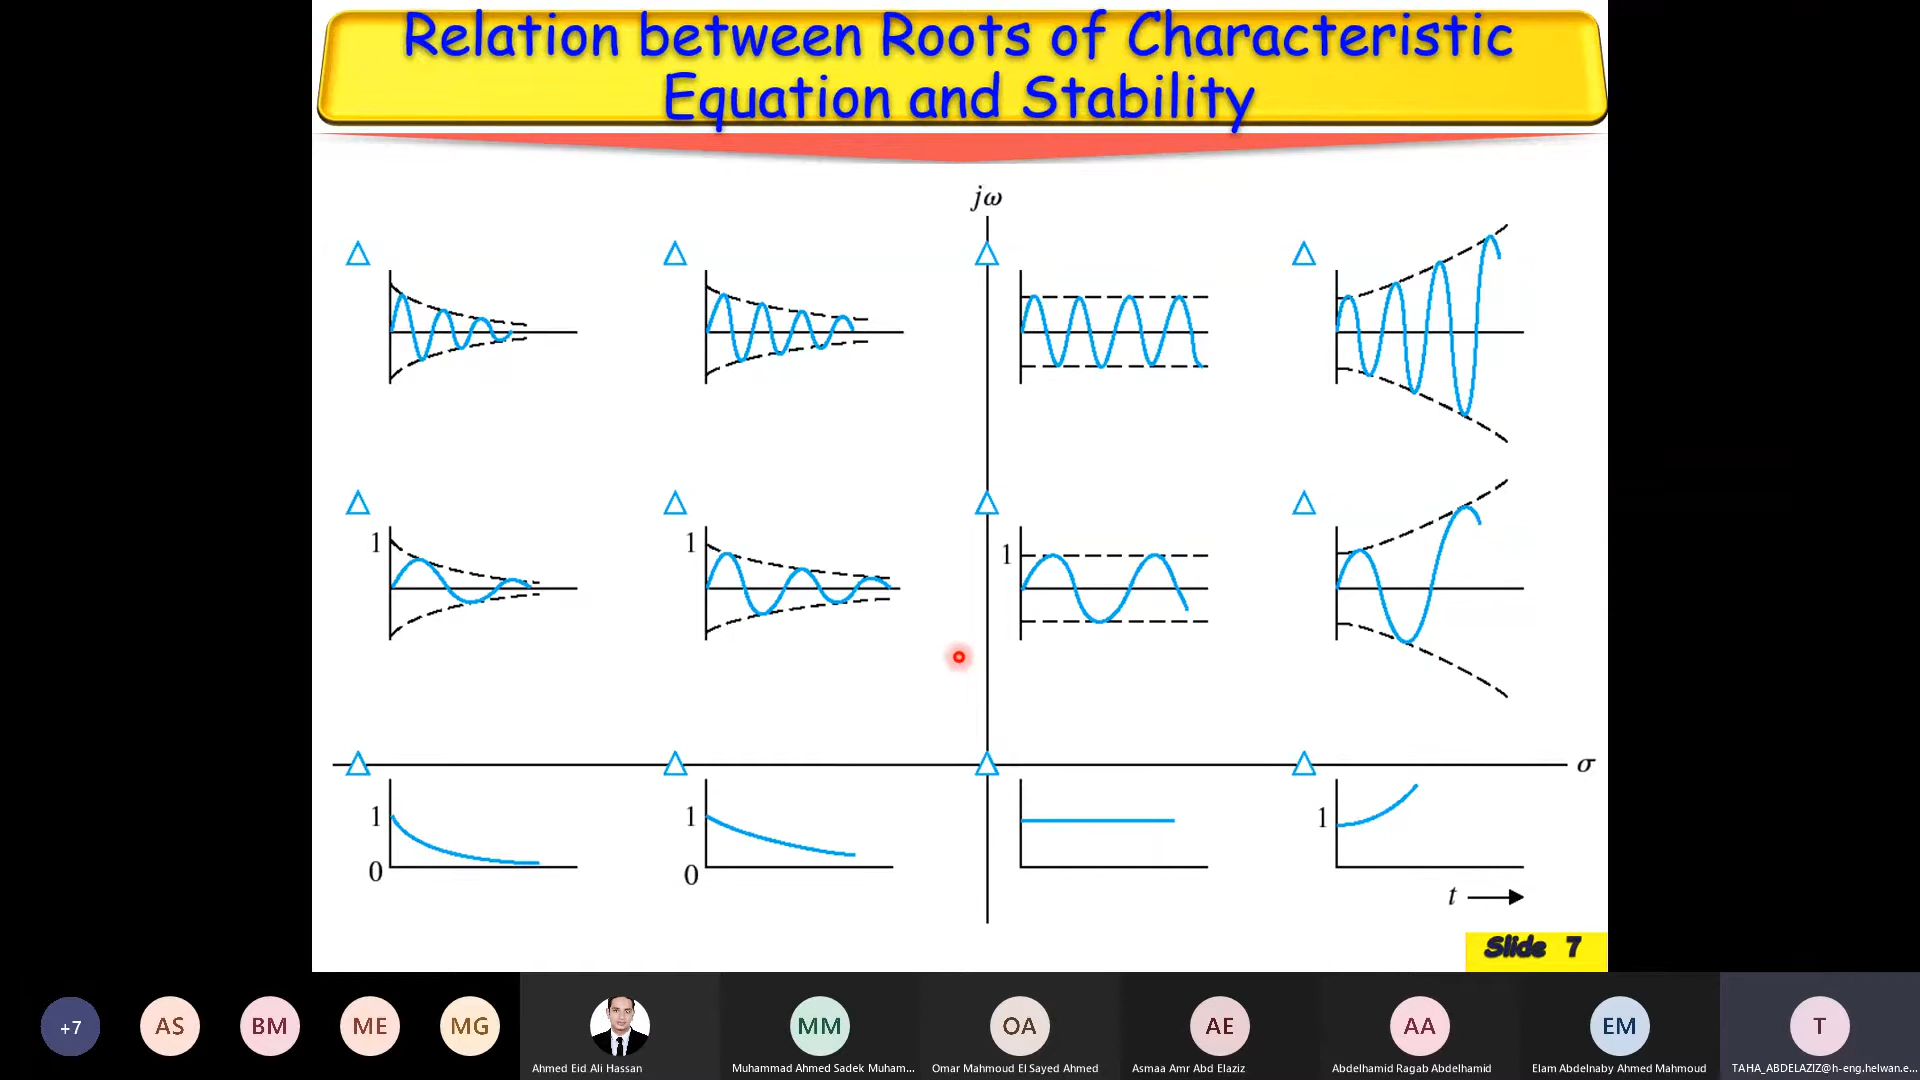 Relation between Roots of Characteristic
Equation and Stability
jω
1
1
1
σ
1
0
1
0
1
t
Slide 7
+7
AS
BM
ME
MG
MM
OA
AE
AA
EM
T
Ahmed Eid Ali Hassan
Muhammad Ahmed Sadek Muham...
Omar Mahmoud El Sayed Ahmed
Asmaa Amr Abd Elaziz
Abdelhamid Ragab Abdelhamid
Elam Abdelnaby Ahmed Mahmoud
TAHA_ABDELAZIZ@h-eng.helwan.e...